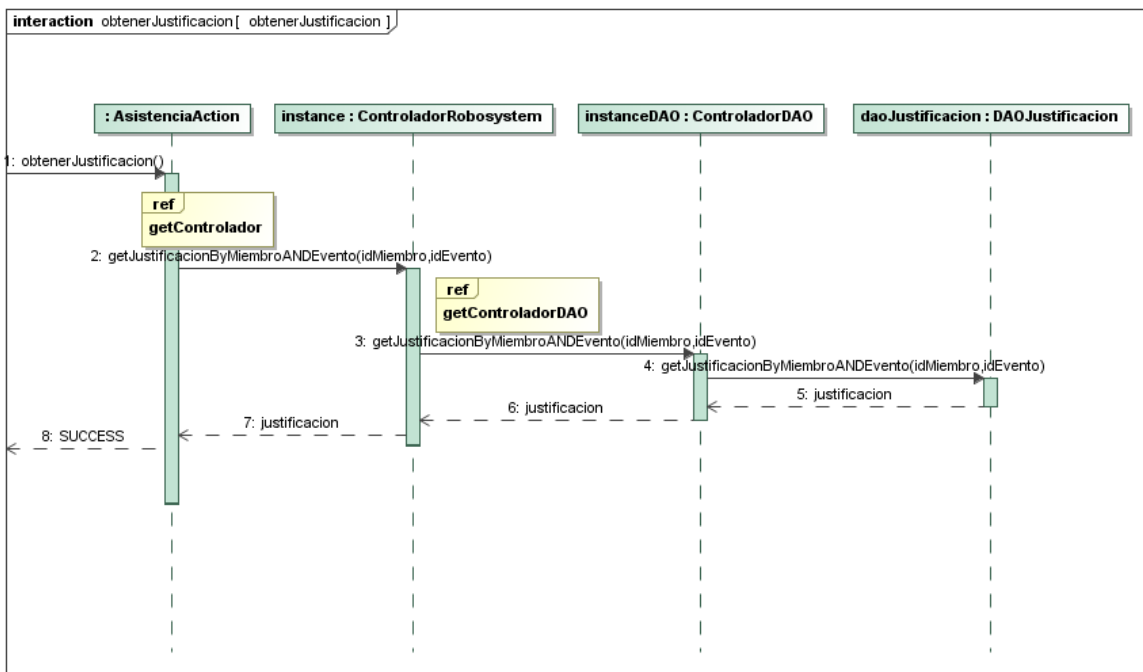 interaction obtenerJustificacion[ obtenerJustificacion ]
: AsistenciaAction
instance : ControladorRobosystem
instanceDAO : ControladorDAO
daoJustificacion : DAOJustificacion
1: obtenerJustificacion()
ref
getControlador
2: getJustificacionByMiembroANDEvento(idMiembro,idEvento)
ref
getControladorDAO
3: getJustificacionByMiembroANDEvento(idMiembro,idEvento)
4: getJustificacionByMiembroANDEvento(idMiembro,idEvento)
5: justificacion
6: justificacion
7: justificacion
8: SUCCESS